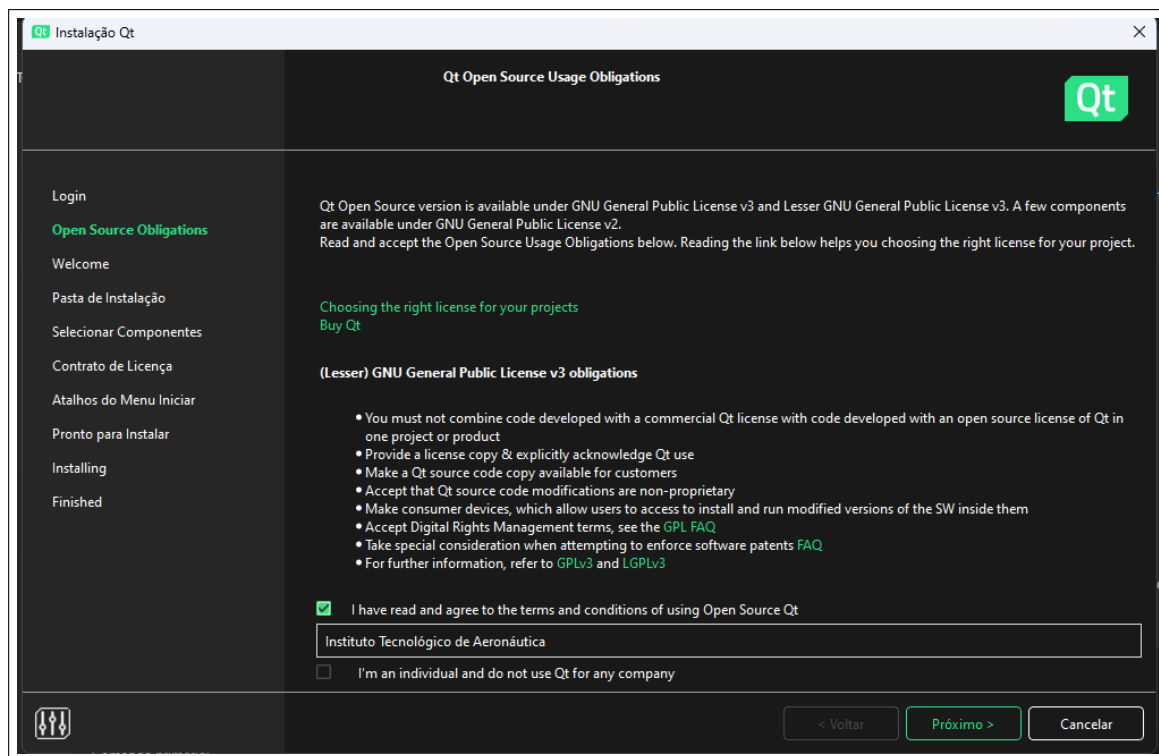 Qt Instalação Qt
Qt Open Source Usage Obligations
Qt
Login
Open Source Obligations
Welcome
Pasta de Instalação
Selecionar Componentes
Contrato de Licença
Atalhos do Menu Iniciar
Pronto para Instalar
Installing
Finished
Qt Open Source version is available under GNU General Public License v3 and Lesser GNU General Public License v3. A few components
are available under GNU General Public License v2.
Read and accept the Open Source Usage Obligations below. Reading the link below helps you choosing the right license for your project.
Choosing the right license for your projects
Buy Qt
(Lesser) GNU General Public License v3 obligations
• You must not combine code developed with a commercial Qt license with code developed with an open source license of Qt in
one project or product
• Provide a license copy & explicitly acknowledge Qt use
• Make a Qt source code copy available for customers
• Accept that Qt source code modifications are non-proprietary
• Make consumer devices, which allow users to access to install and run modified versions of the SW inside them
• Accept Digital Rights Management terms, see the GPL FAQ
• Take special consideration when attempting to enforce software patents FAQ
• For further information, refer to GPLv3 and LGPLv3
I have read and agree to the terms and conditions of using Open Source Qt
Instituto Tecnológico de Aeronáutica
I'm an individual and do not use Qt for any company
< Voltar
Próximo >
Cancelar